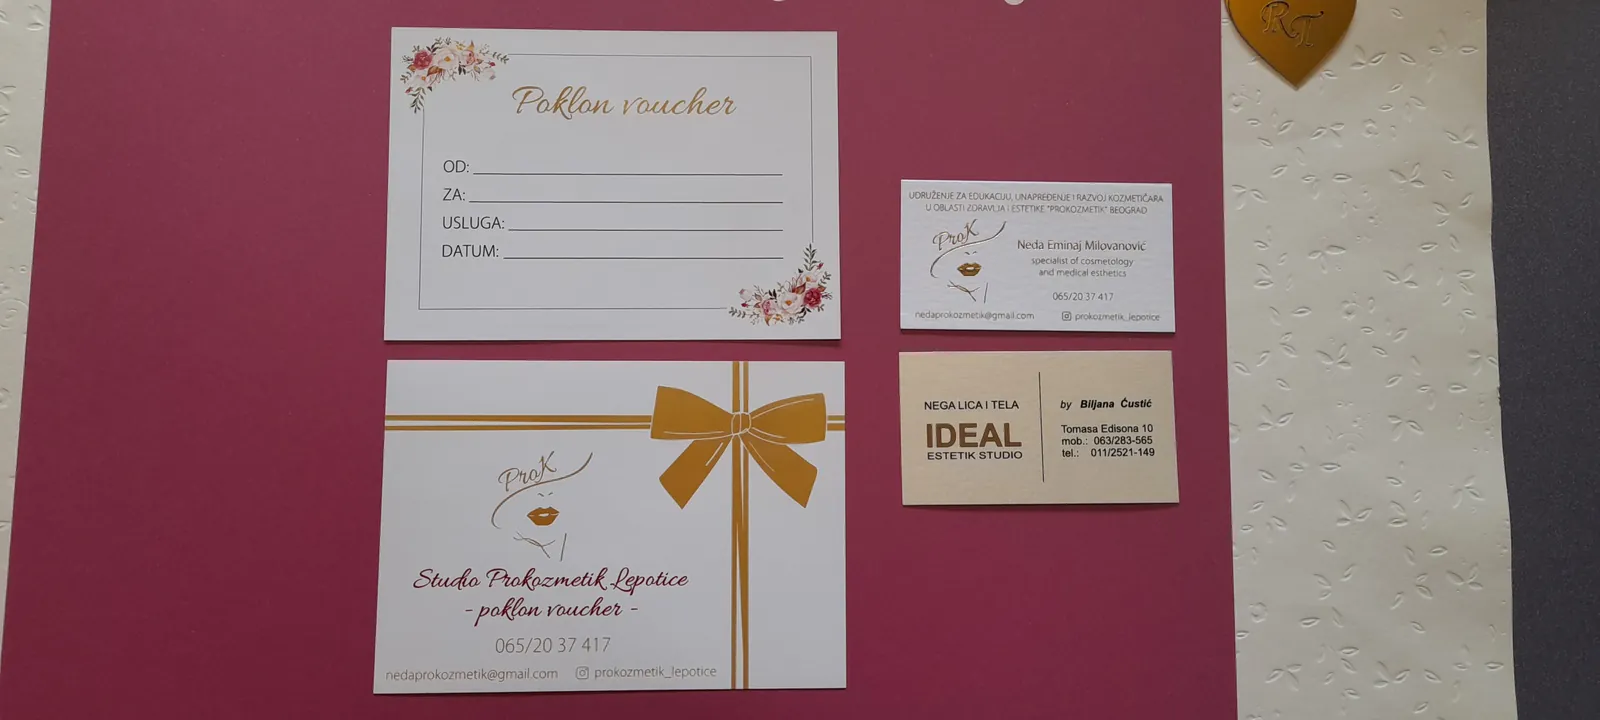 Poklon voucher
OD:
ZA:
USLUGA:
DATUM:
ProK
Studio Prokozmetik Lepotice
- poklon voucher -
065/20 37 417
nedaprokozmetik@gmail.com prokozmetik_lepotice
UDRUŽENJE ZA EDUKACIJU, UNAPREĐENJE I RAZVOJ KOZMETIČARA
U OBLASTI ZDRAVLJA I ESTETIKE "PROKOZMETIK" BEOGRAD
ProK
Neda Eminaj Milovanović
specialist of cosmetology
and medical esthetics
065/20 37 417
nedaprokozmetik@gmail.com prokozmetik_lepotice
NEGA LICA I TELA
IDEAL
ESTETIK STUDIO
by Biljana Ćustić
Tomasa Edisona 10
mob.: 063/283-565
tel.: 011/2521-149
RT